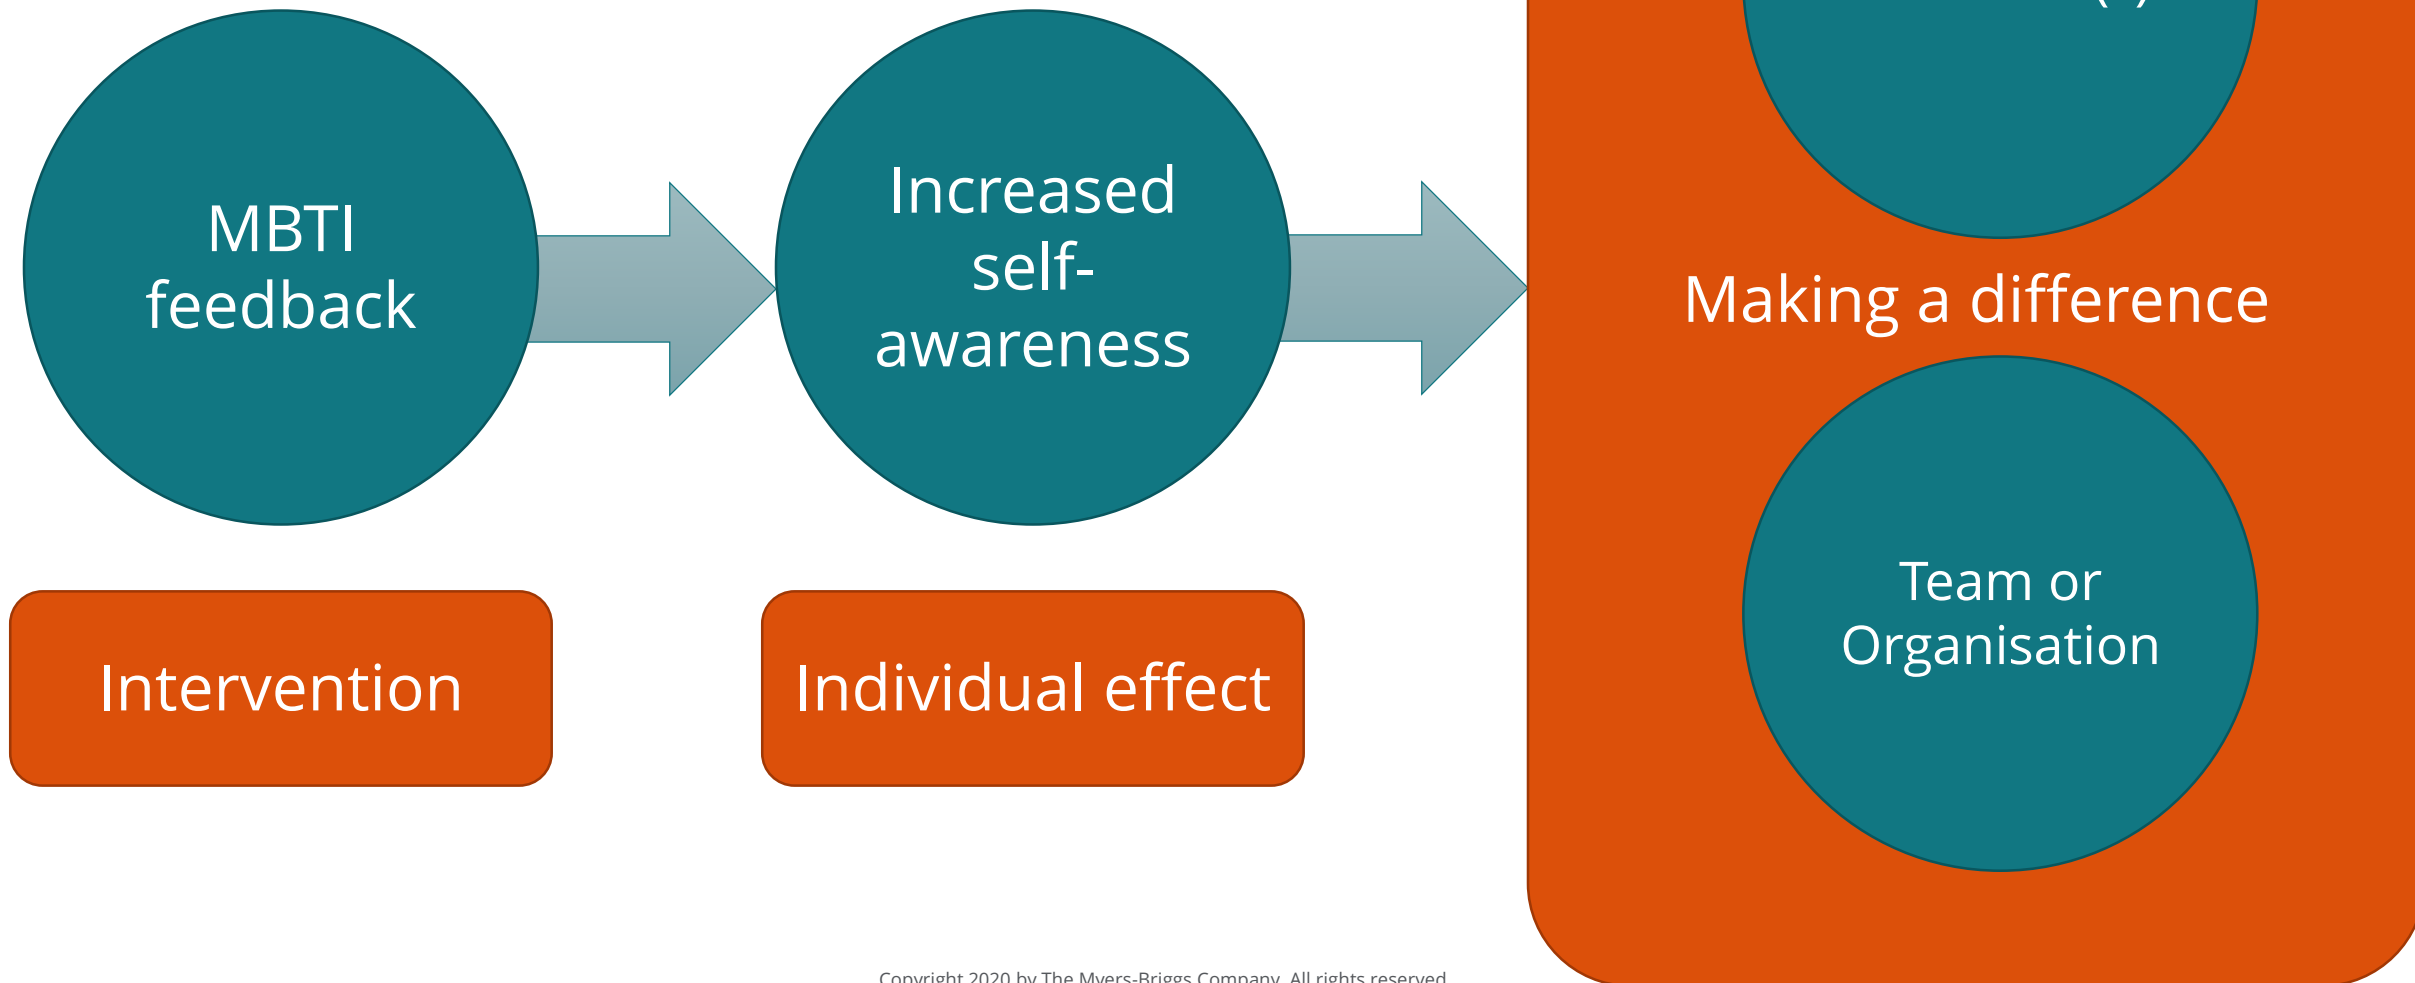 MBTI
feedback
Increased
self-
awareness
Making a difference
Team or
Organisation
Intervention
Individual effect
Copyright 2020 by The Myers-Briggs Company. All rights reserved